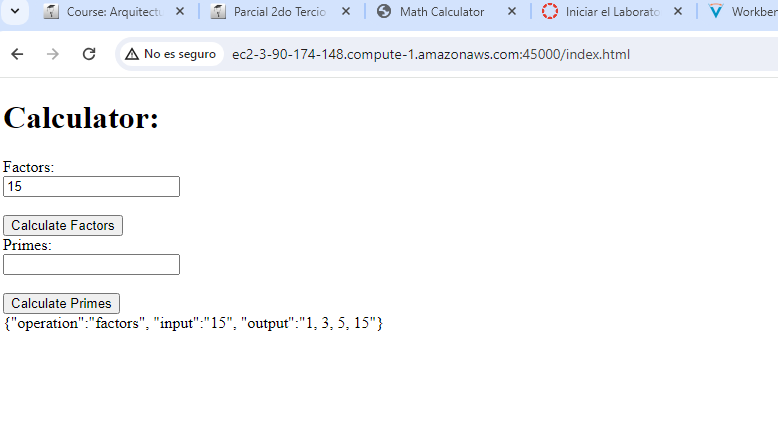 Course: Arquitectu
Parcial 2do Tercio
Math Calculator
Iniciar el Laborato
Workben
No es seguro
ec2-3-90-174-148.compute-1.amazonaws.com:45000/index.html
Calculator:
Factors:
15
Calculate Factors
Primes:
Calculate Primes
{"operation":"factors", "input":"15", "output":"1, 3, 5, 15"}